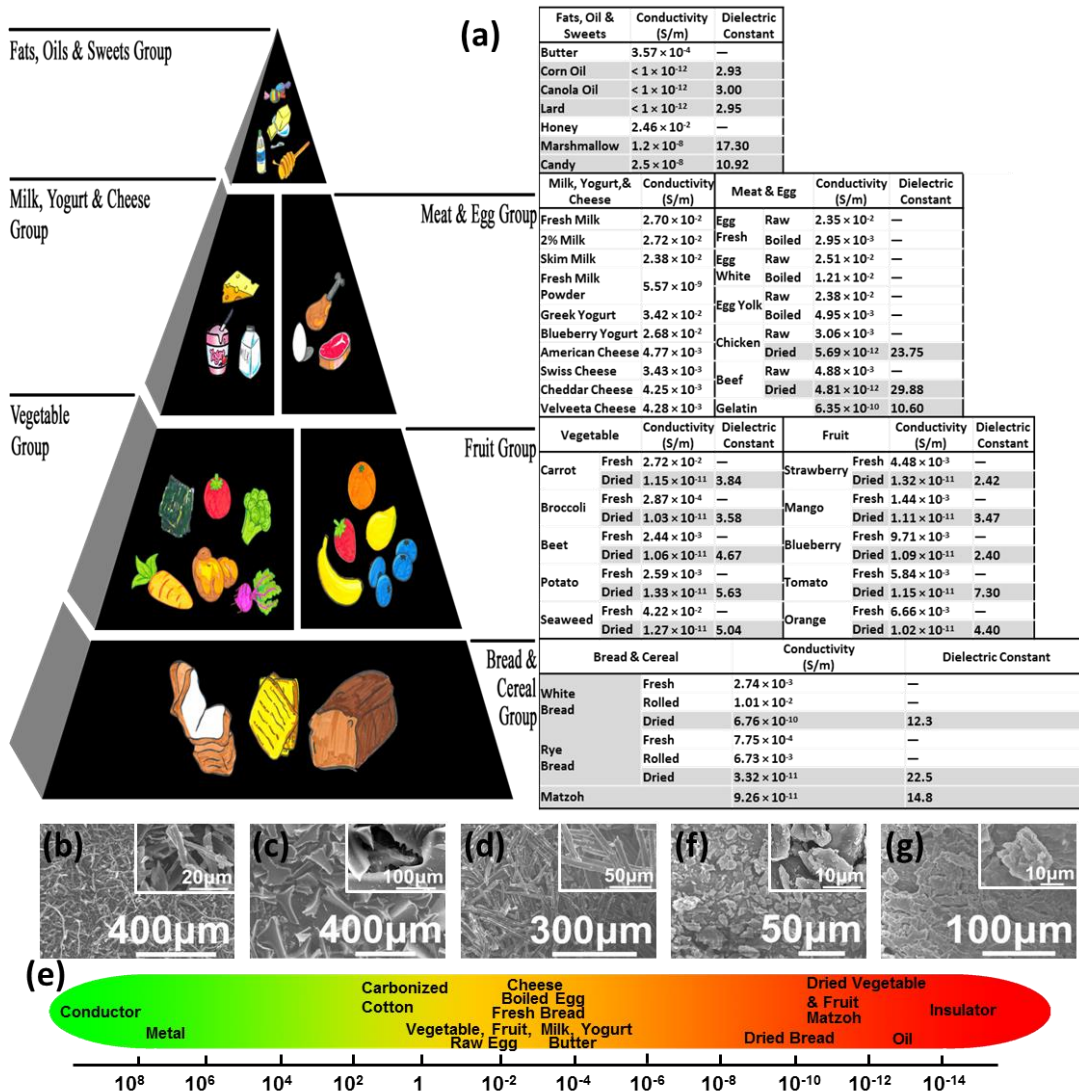 (a)
Fats, Oils & Sweets Group
Milk, Yogurt & Cheese
Group
Meat & Egg Group
Vegetable
Group
Fruit Group
Bread &
Cereal
Group
Fats, Oil & Sweets | Conductivity (S/m) | Dielectric Constant
Butter 3.57 × 10⁻⁴ —
Corn Oil < 1 × 10⁻¹² 2.93
Canola Oil < 1 × 10⁻¹² 3.00
Lard < 1 × 10⁻¹² 2.95
Honey 2.46 × 10⁻² —
Marshmallow 1.2 × 10⁻⁸ 17.30
Candy 2.5 × 10⁻⁸ 10.92
Milk, Yogurt,& Cheese | Conductivity (S/m)
Fresh Milk 2.70 × 10⁻²
2% Milk 2.72 × 10⁻²
Skim Milk 2.38 × 10⁻²
Fresh Milk Powder 5.57 × 10⁻⁹
Greek Yogurt 3.42 × 10⁻²
Blueberry Yogurt 2.68 × 10⁻²
American Cheese 4.77 × 10⁻³
Swiss Cheese 3.43 × 10⁻³
Cheddar Cheese 4.25 × 10⁻³
Velveeta Cheese 4.28 × 10⁻³
Meat & Egg | Conductivity (S/m) | Dielectric Constant
Egg Fresh Raw 2.35 × 10⁻² —
Boiled 2.95 × 10⁻³ —
Egg White Raw 2.51 × 10⁻² —
Boiled 1.21 × 10⁻² —
Egg Yolk Raw 2.38 × 10⁻² —
Boiled 4.95 × 10⁻³ —
Chicken Raw 3.06 × 10⁻³ —
Dried 5.69 × 10⁻¹² 23.75
Beef Raw 4.88 × 10⁻³ —
Dried 4.81 × 10⁻¹² 29.88
Gelatin 6.35 × 10⁻¹⁰ 10.60
Vegetable | Conductivity (S/m) | Dielectric Constant
Carrot Fresh 2.72 × 10⁻² —
Dried 1.15 × 10⁻¹¹ 3.84
Broccoli Fresh 2.87 × 10⁻⁴ —
Dried 1.03 × 10⁻¹¹ 3.58
Beet Fresh 2.44 × 10⁻³ —
Dried 1.06 × 10⁻¹¹ 4.67
Potato Fresh 2.59 × 10⁻³ —
Dried 1.33 × 10⁻¹¹ 5.63
Seaweed Fresh 4.22 × 10⁻² —
Dried 1.27 × 10⁻¹¹ 5.04
Fruit | Conductivity (S/m) | Dielectric Constant
Strawberry Fresh 4.48 × 10⁻³ —
Dried 1.32 × 10⁻¹¹ 2.42
Mango Fresh 1.44 × 10⁻³ —
Dried 1.11 × 10⁻¹¹ 3.47
Blueberry Fresh 9.71 × 10⁻³ —
Dried 1.09 × 10⁻¹¹ 2.40
Tomato Fresh 5.84 × 10⁻³ —
Dried 1.15 × 10⁻¹¹ 7.30
Orange Fresh 6.66 × 10⁻³ —
Dried 1.02 × 10⁻¹¹ 4.40
Bread & Cereal | Conductivity (S/m) | Dielectric Constant
White Bread Fresh 2.74 × 10⁻³ —
Rolled 1.01 × 10⁻² —
Dried 6.76 × 10⁻¹⁰ 12.3
Rye Bread Fresh 7.75 × 10⁻⁴ —
Rolled 6.73 × 10⁻³ —
Dried 3.32 × 10⁻¹¹ 22.5
Matzoh 9.26 × 10⁻¹¹ 14.8
(b) 20μm 400μm
(c) 100μm 400μm
(d) 50μm 300μm
(f) 10μm 50μm
(g) 10μm 100μm
(e)
Conductor
Metal
Carbonized
Cotton
Cheese
Boiled Egg
Fresh Bread
Vegetable, Fruit, Milk, Yogurt
Raw Egg Butter
Dried Vegetable
& Fruit
Matzoh
Dried Bread
Oil
Insulator
10⁸ 10⁶ 10⁴ 10² 1 10⁻² 10⁻⁴ 10⁻⁶ 10⁻⁸ 10⁻¹⁰ 10⁻¹² 10⁻¹⁴